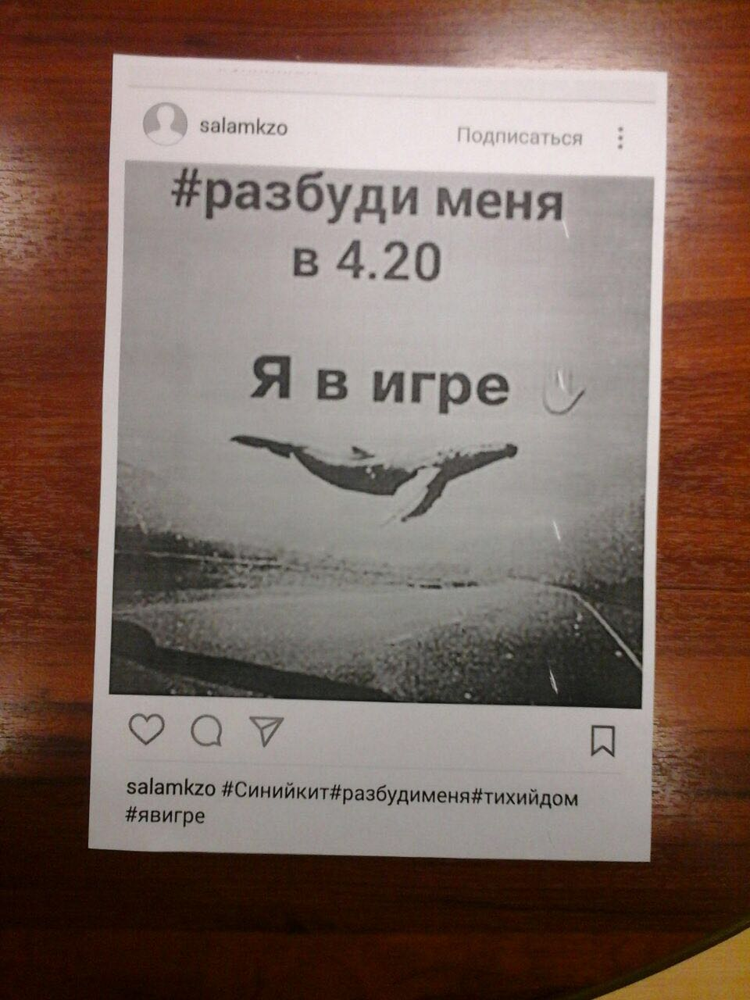 salamkzo
Подписаться
#разбуди меня
в 4.20
Я в игре
salamkzo #Синийкит#разбудименя#тихийдом
#явигре